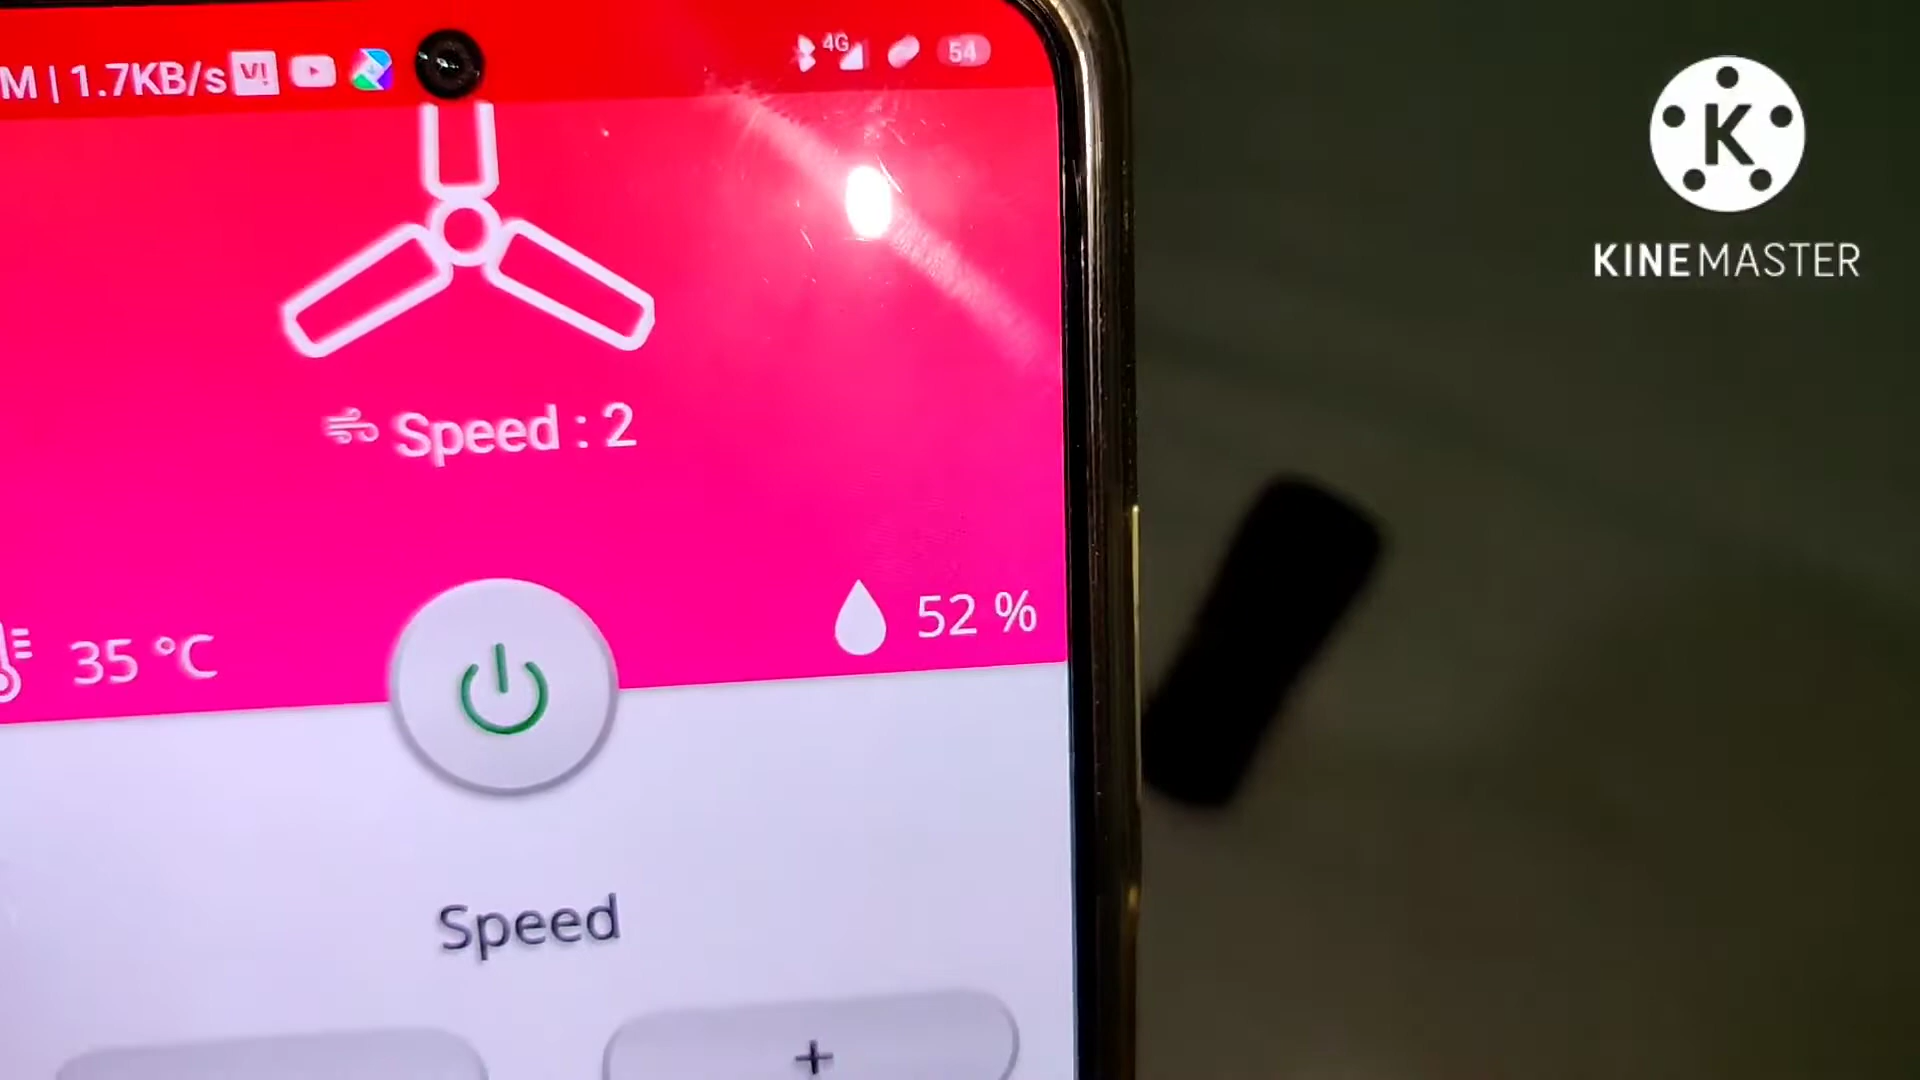 M | 1.7KB/s V! 4G 54
K
KINEMASTER
Speed : 2
35 °C 52 %
Speed
+